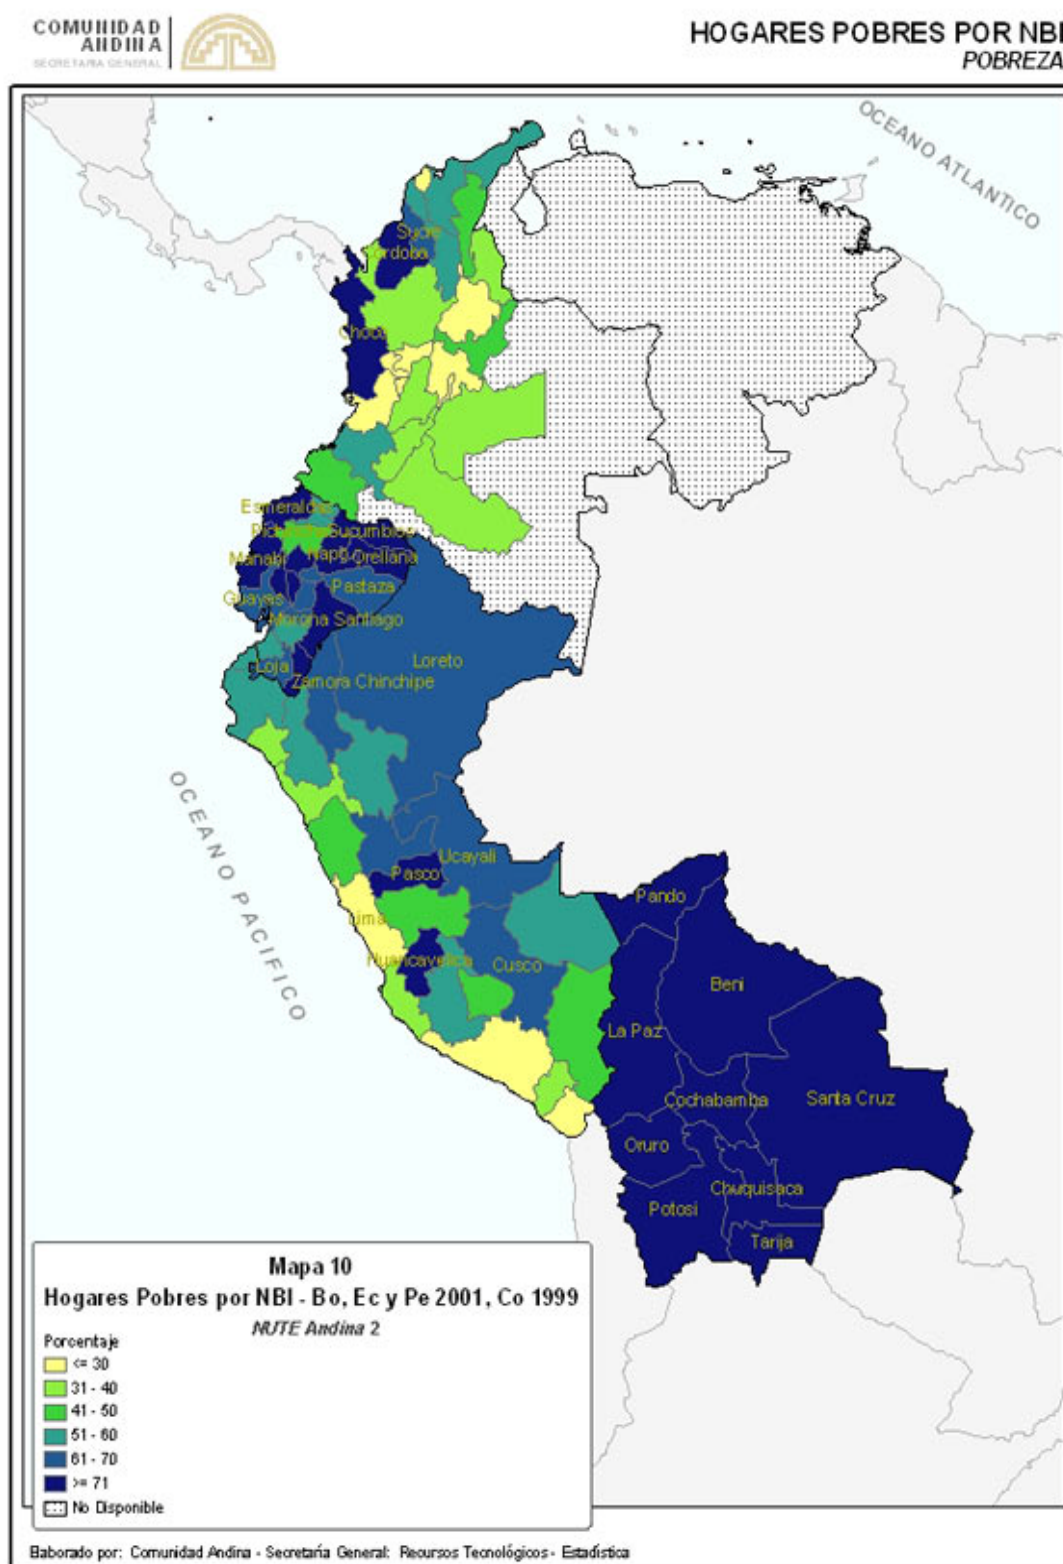 COMUNIDAD
ANDINA
SECRETARIA GENERAL
HOGARES POBRES POR NBI
POBREZA
OCEANO ATLANTICO
Sucre
Cordoba
Choco
Esmeraldas
Sucumbios
Napo
Orellana
Manabi
Pastaza
Guayas
Morona Santiago
Loja
Loreto
Zamora Chinchipe
OCEANO PACIFICO
Ucayali
Pasco
Pando
Lima
Huancavelica
Cusco
Beni
La Paz
Cochabamba
Santa Cruz
Oruro
Chuquisaca
Potosi
Tarija
Mapa 10
Hogares Pobres por NBI - Bo, Ec y Pe 2001, Co 1999
NUTE Andina 2
Porcentaje
<= 30
31 - 40
41 - 50
51 - 60
61 - 70
>= 71
No Disponible
Elaborado por: Comunidad Andina - Secretaría General: Recursos Tecnológicos - Estadística